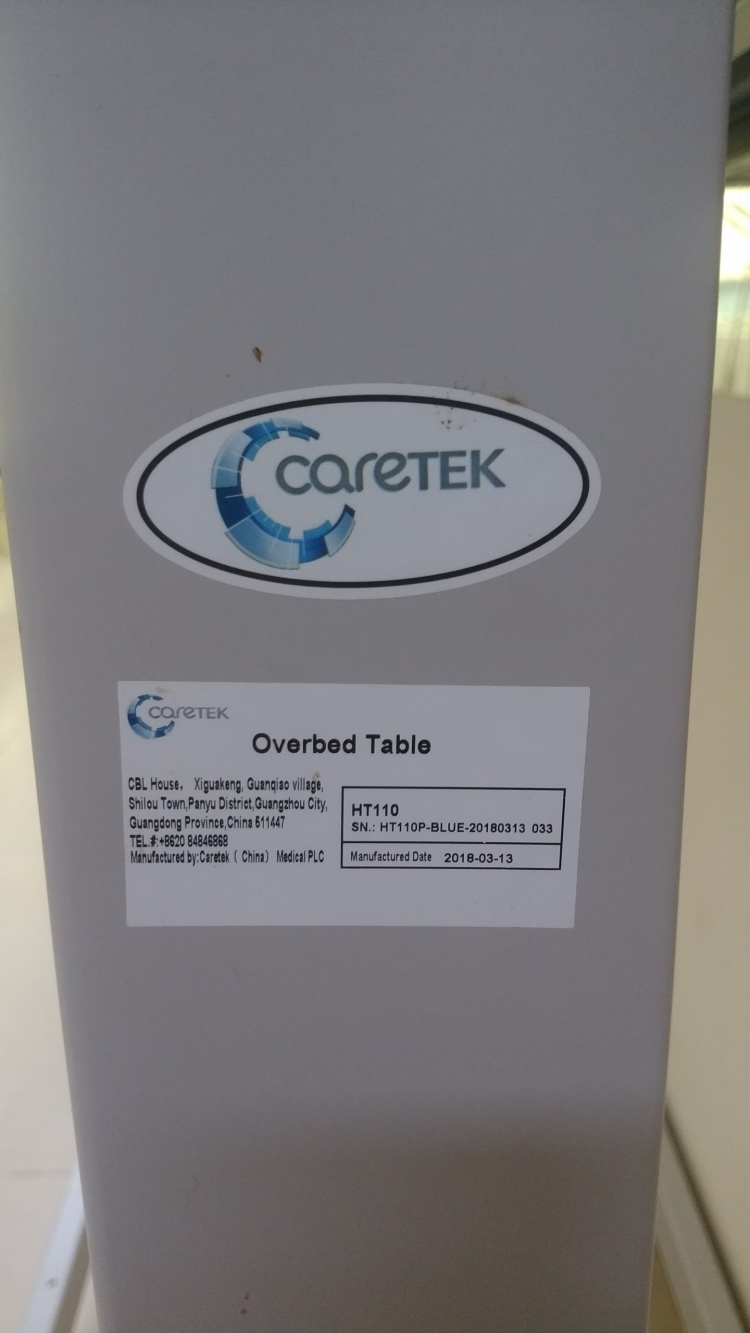 careTEK
careTEK
Overbed Table
CBL House, Xiguakeng, Guanqiao village,
Shilou Town,Panyu District,Guangzhou City,
Guangdong Province,China 511447
TEL.#:+8620 84846868
Manufactured by:Caretek ( China) Medical PLC
HT110
SN.: HT110P-BLUE-20180313 033
Manufactured Date 2018-03-13